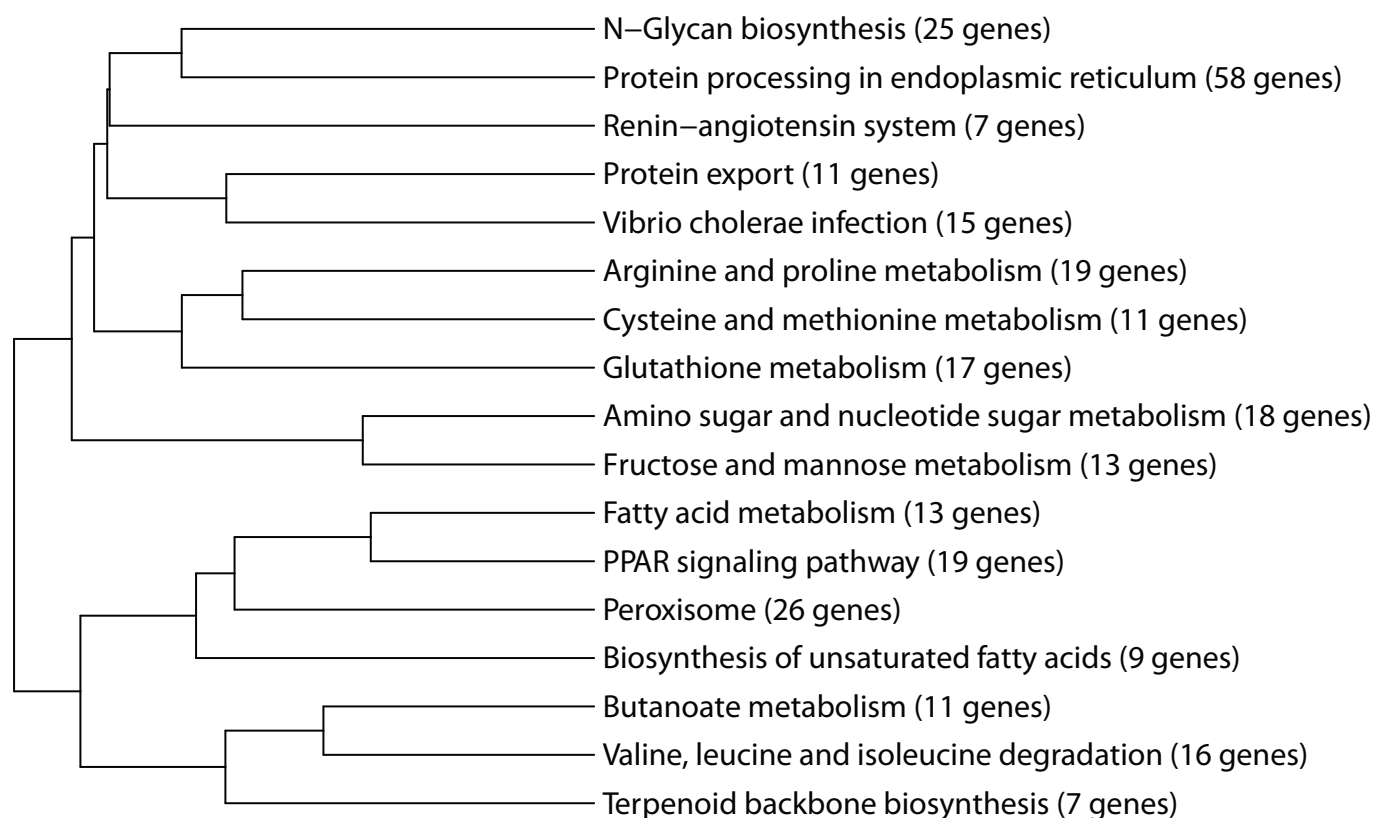 N−Glycan biosynthesis (25 genes)
Protein processing in endoplasmic reticulum (58 genes)
Renin−angiotensin system (7 genes)
Protein export (11 genes)
Vibrio cholerae infection (15 genes)
Arginine and proline metabolism (19 genes)
Cysteine and methionine metabolism (11 genes)
Glutathione metabolism (17 genes)
Amino sugar and nucleotide sugar metabolism (18 genes)
Fructose and mannose metabolism (13 genes)
Fatty acid metabolism (13 genes)
PPAR signaling pathway (19 genes)
Peroxisome (26 genes)
Biosynthesis of unsaturated fatty acids (9 genes)
Butanoate metabolism (11 genes)
Valine, leucine and isoleucine degradation (16 genes)
Terpenoid backbone biosynthesis (7 genes)